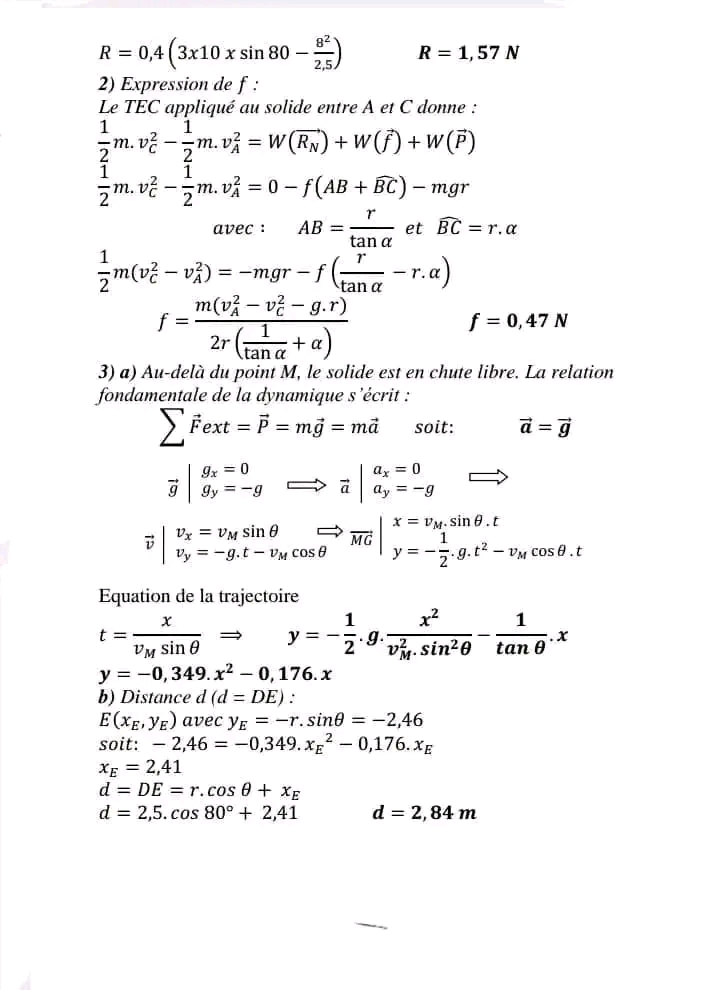 R = 0,4 (3x10 x sin 80 − 8²/2,5) R = 1,57 N
2) Expression de f :
Le TEC appliqué au solide entre A et C donne :
1/2 m. v_C² − 1/2 m. v_A² = W(R_N⃗) + W(f⃗) + W(P⃗)
1/2 m. v_C² − 1/2 m. v_A² = 0 − f(AB + B͡C) − mgr
avec : AB = r/tan α et B͡C = r. α
1/2 m(v_C² − v_A²) = −mgr − f (r/tan α − r. α)
f = m(v_A² − v_C² − g. r) / 2r (1/tan α + α) f = 0, 47 N
3) a) Au-delà du point M, le solide est en chute libre. La relation
fondamentale de la dynamique s'écrit :
∑ F⃗ext = P⃗ = mg⃗ = ma⃗ soit: a⃗ = g⃗
g⃗ | g_x = 0 g_y = −g ⟹ a⃗ | a_x = 0 a_y = −g ⟹
v⃗ | v_x = v_M sin θ v_y = −g. t − v_M cos θ ⟹ MG⃗ | x = v_M. sin θ . t y = −1/2 . g. t² − v_M cos θ . t
Equation de la trajectoire
t = x/(v_M sin θ) ⟹ y = −1/2 . g. x²/(v_M². sin²θ) − 1/tan θ . x
y = −0, 349. x² − 0, 176. x
b) Distance d (d = DE) :
E(x_E, y_E) avec y_E = −r. sinθ = −2,46
soit: − 2,46 = −0,349. x_E² − 0,176. x_E
x_E = 2,41
d = DE = r. cos θ + x_E
d = 2,5. cos 80° + 2,41 d = 2, 84 m